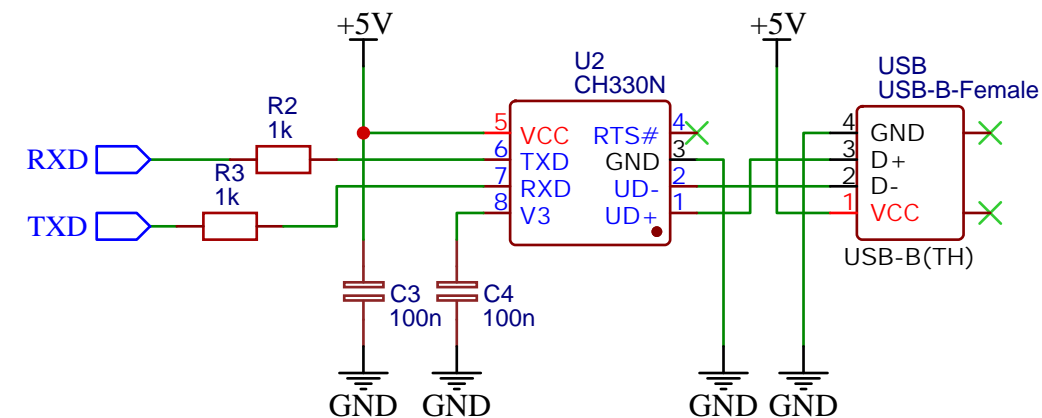 +5V
+5V
U2
CH330N
USB
USB-B-Female
R2
1k
RXD
R3
1k
TXD
5 VCC RTS# 4
6 TXD GND 3
7 RXD UD- 2
8 V3 UD+ 1
4 GND
3 D+
2 D-
1 VCC
USB-B(TH)
C3
100n
C4
100n
GND GND GND GND